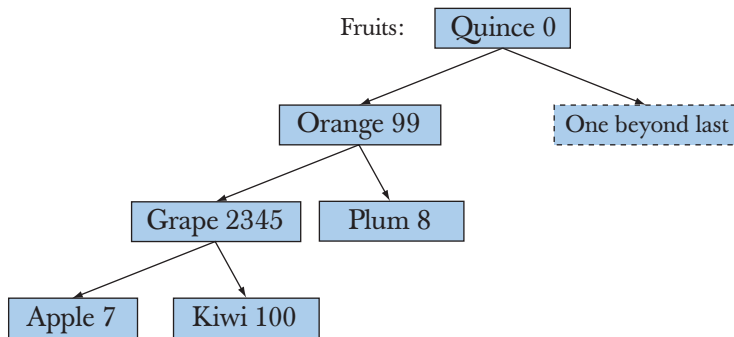 Fruits:
Quince 0
Orange 99
One beyond last
Grape 2345
Plum 8
Apple 7
Kiwi 100